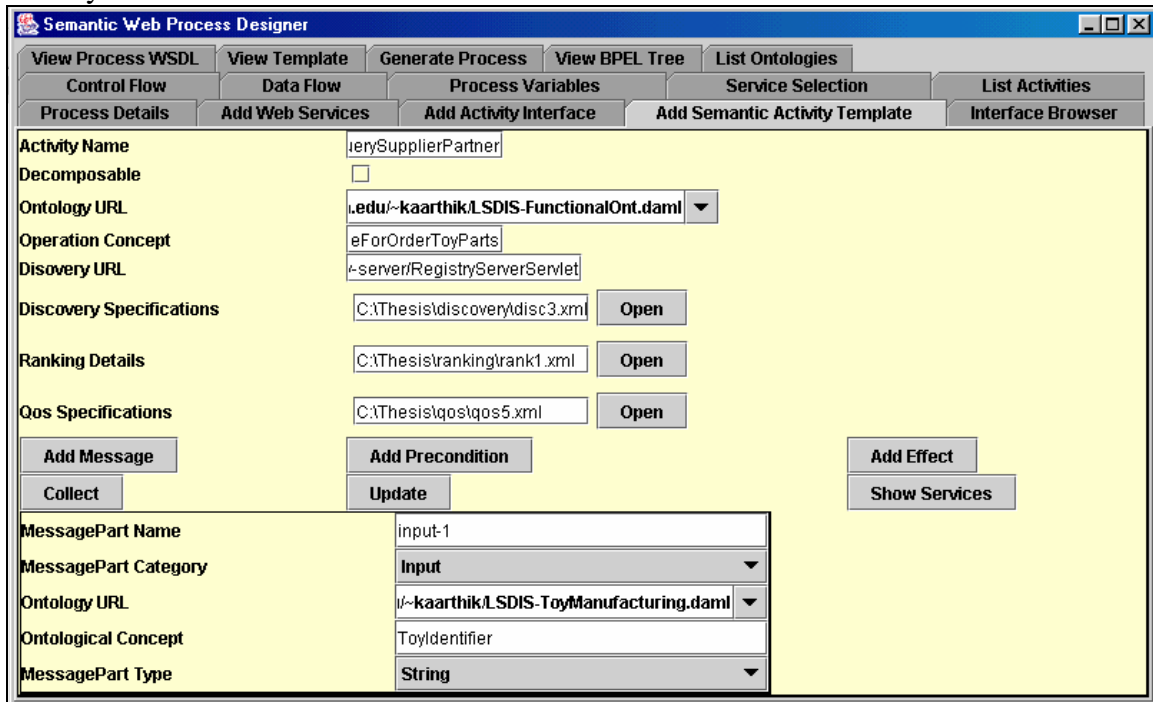 Semantic Web Process Designer
View Process WSDL View Template Generate Process View BPEL Tree List Ontologies
Control Flow Data Flow Process Variables Service Selection List Activities
Process Details Add Web Services Add Activity Interface Add Semantic Activity Template Interface Browser
Activity Name uerySupplierPartner
Decomposable
Ontology URL .edu/~kaarthik/LSDIS-FunctionalOnt.daml
Operation Concept eForOrderToyParts
Disovery URL -server/RegistryServerServlet
Discovery Specifications C:\Thesis\discovery\disc3.xml Open
Ranking Details C:\Thesis\ranking\rank1.xml Open
Qos Specifications C:\Thesis\qos\qos5.xml Open
Add Message Add Precondition Add Effect
Collect Update Show Services
MessagePart Name input-1
MessagePart Category Input
Ontology URL /~kaarthik/LSDIS-ToyManufacturing.daml
Ontological Concept ToyIdentifier
MessagePart Type String